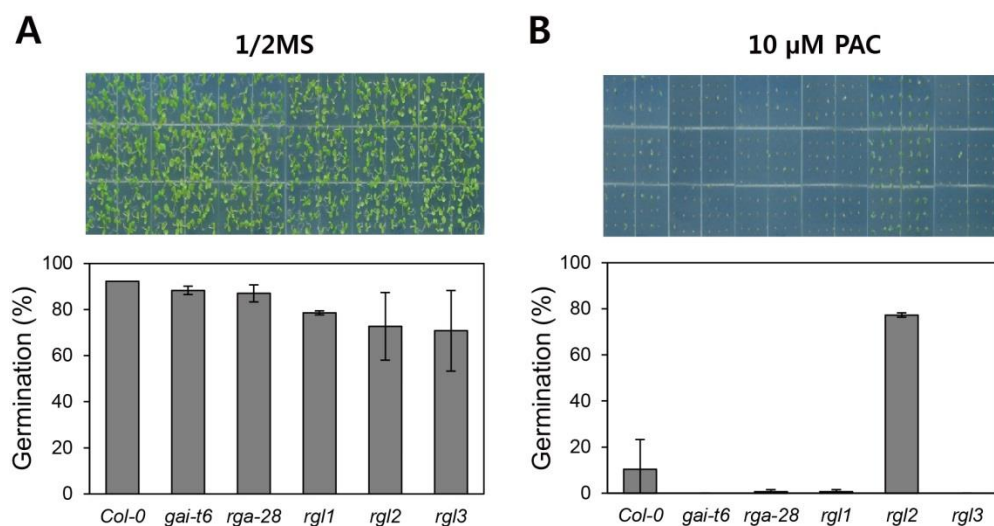 A
1/2MS
Germination (%)
100
80
60
40
20
0
Col-0 gai-t6 rga-28 rgl1 rgl2 rgl3
B
10 µM PAC
Germination (%)
100
80
60
40
20
0
Col-0 gai-t6 rga-28 rgl1 rgl2 rgl3